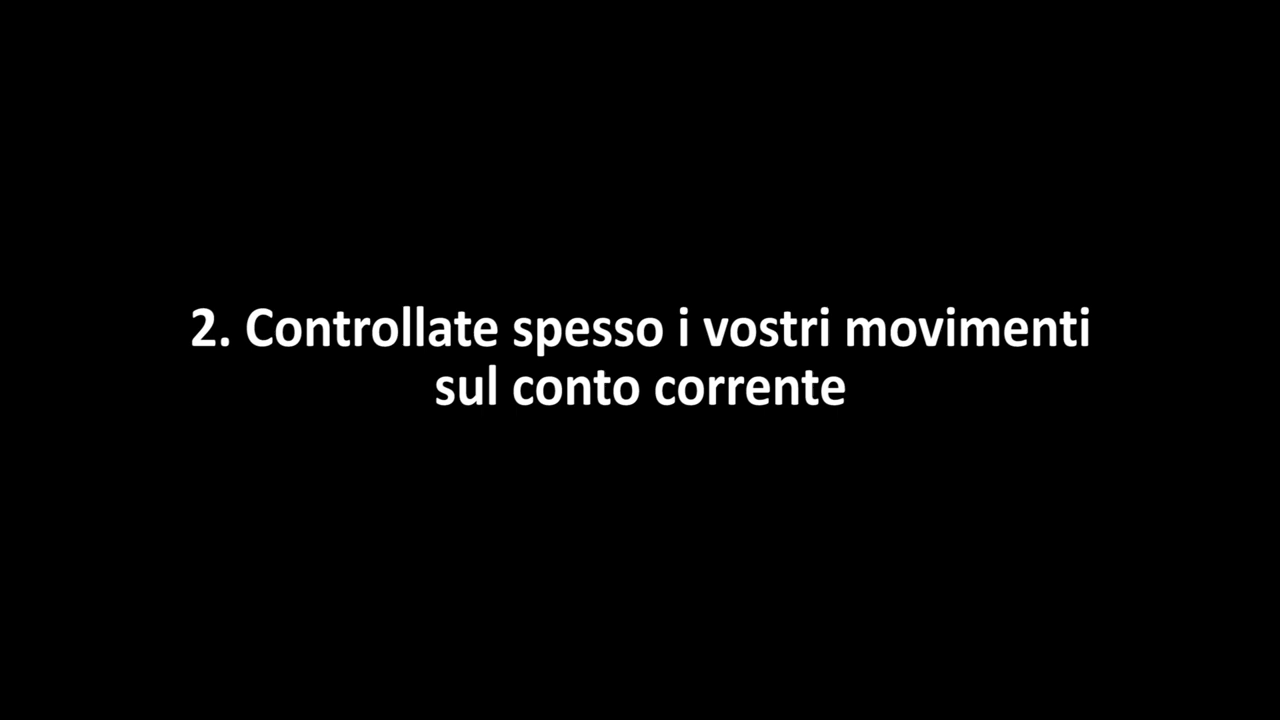 2. Controllate spesso i vostri movimenti
sul conto corrente